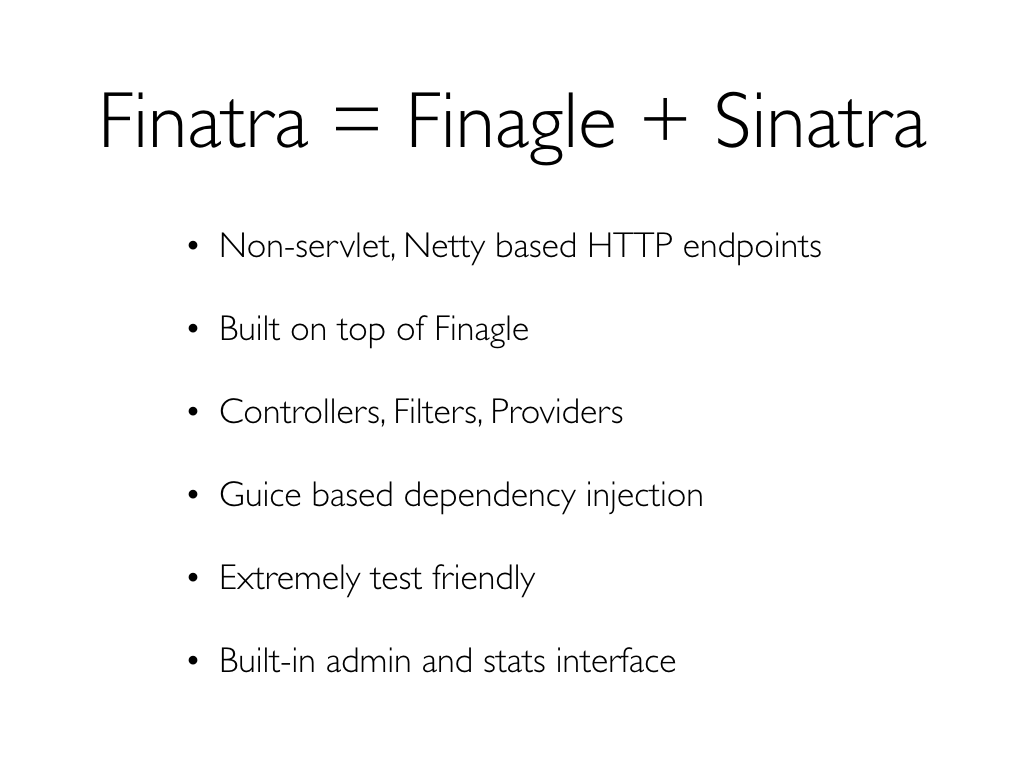 Finatra = Finagle + Sinatra
• Non-servlet, Netty based HTTP endpoints
• Built on top of Finagle
• Controllers, Filters, Providers
• Guice based dependency injection
• Extremely test friendly
• Built-in admin and stats interface